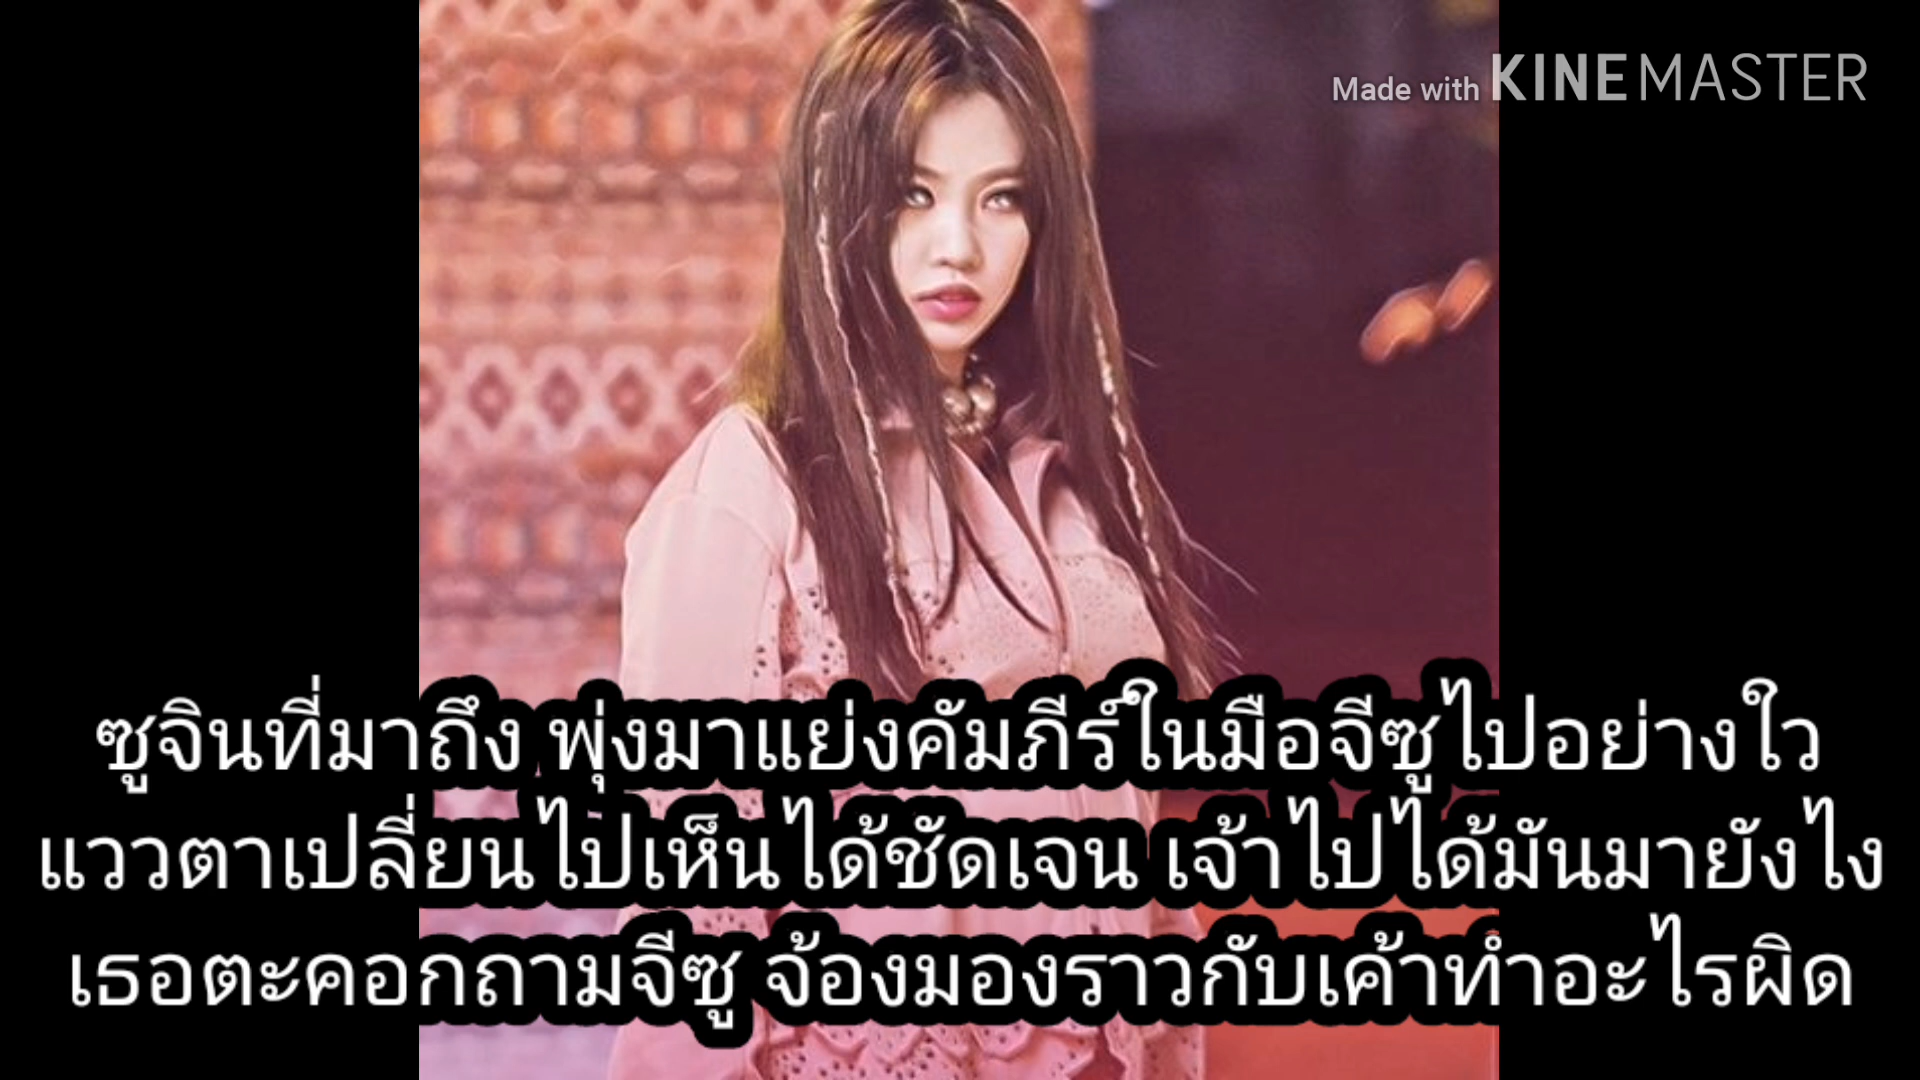 Made with KINEMASTER
ซูจินที่มาถึง พุ่งมาแย่งคัมภีร์ในมือจีซูไปอย่างใว
แววตาเปลี่ยนไปเห็นได้ชัดเจน เจ้าไปได้มันมายังไง
เธอตะคอกถามจีซู จ้องมองราวกับเค้าทำอะไรผิด